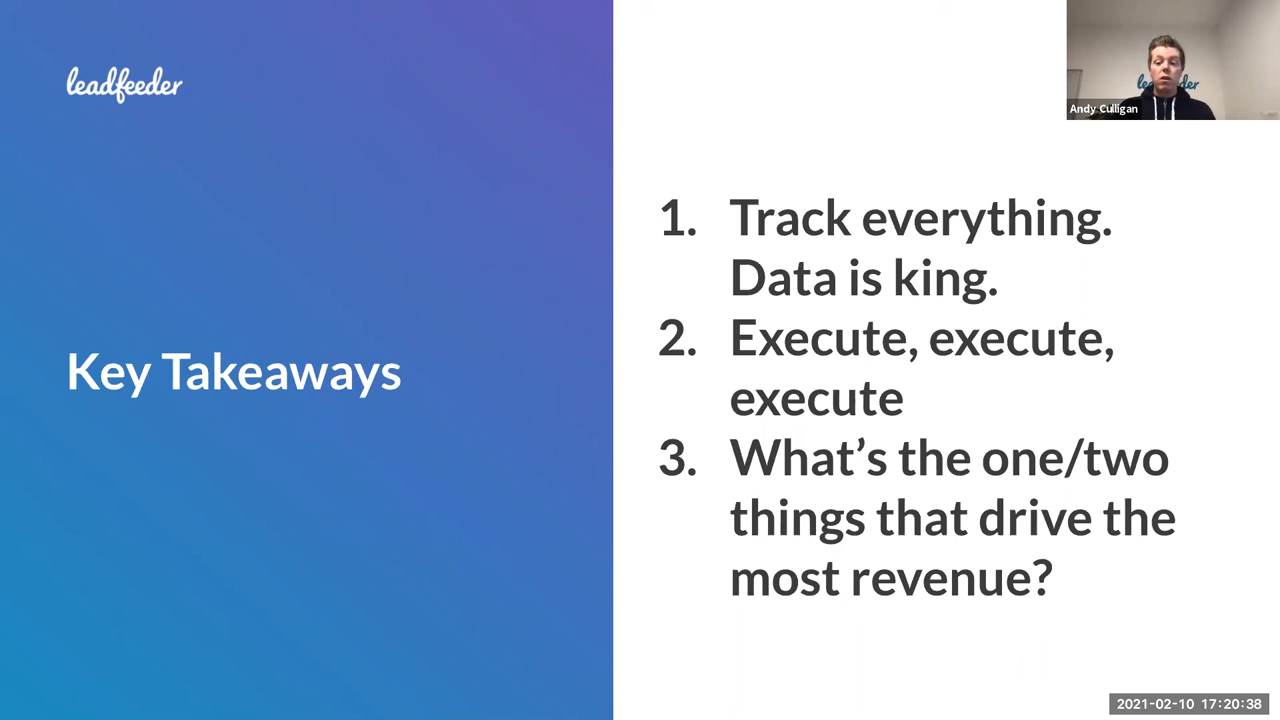 leadfeeder
Andy Culligan
Key Takeaways
1. Track everything.
Data is king.
2. Execute, execute,
execute
3. What’s the one/two
things that drive the
most revenue?
2021-02-10 17:20:38